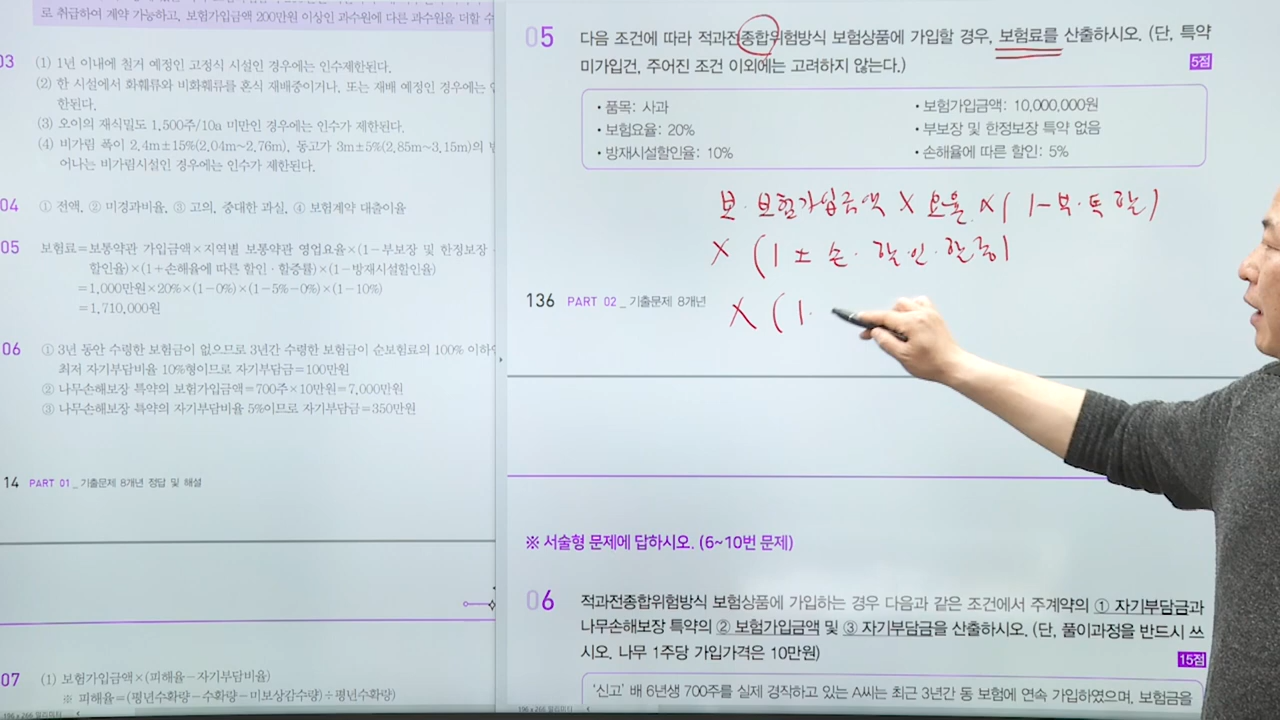 로 취급하여 계약 가능하고, 보험가입금액 200만원 이상인 과수원에 다른 과수원을 더할 수
03 (1) 1년 이내에 철거 예정인 고정식 시설인 경우에는 인수제한된다.
(2) 한 시설에서 화훼류와 비화훼류를 혼식 재배중이거나, 또는 재배 예정인 경우에는
한된다.
(3) 오이의 재식밀도 1,500주/10a 미만인 경우에는 인수가 제한된다.
(4) 비가림 폭이 2.4m±15%(2.04m~2.76m), 동고가 3m±5%(2.85m~3.15m)의
어나는 비가림시설인 경우에는 인수가 제한된다.
04 ① 전액, ② 미경과비율, ③ 고의, 중대한 과실, ④ 보험계약 대출이율
05 보험료=보통약관 가입금액×지역별 보통약관 영업요율×(1-부보장 및 한정보장
할인율)×(1+손해율에 따른 할인·할증률)×(1-방재시설할인율)
=1,000만원×20%×(1-0%)×(1-5%-0%)×(1-10%)
=1,710,000원
06 ① 3년 동안 수령한 보험금이 없으므로 3년간 수령한 보험금이 순보험료의 100% 이하
최저 자기부담비율 10%형이므로 자기부담금=100만원
② 나무손해보장 특약의 보험가입금액=700주×10만원=7,000만원
③ 나무손해보장 특약의 자기부담비율 5%이므로 자기부담금=350만원
14 PART 01_ 기출문제 8개년 정답 및 해설
07 (1) 보험가입금액×(피해율-자기부담비율)
※ 피해율=(평년수확량-수확량-미보상감수량)÷평년수확량
05 다음 조건에 따라 적과전종합위험방식 보험상품에 가입할 경우, 보험료를 산출하시오. (단, 특약
미가입건, 주어진 조건 이외에는 고려하지 않는다.) 5점
• 품목: 사과
• 보험가입금액: 10,000,000원
• 보험요율: 20%
• 부보장 및 한정보장 특약 없음
• 방재시설할인율: 10%
• 손해율에 따른 할인: 5%
보·보험가입금액 × 요율 ×(1-부·특할)
× (1± 손·할·인·할증)
136 PART 02_ 기출문제 8개년
× (1-
※ 서술형 문제에 답하시오. (6~10번 문제)
06 적과전종합위험방식 보험상품에 가입하는 경우 다음과 같은 조건에서 주계약의 ① 자기부담금과
나무손해보장 특약의 ② 보험가입금액 및 ③ 자기부담금을 산출하시오. (단, 풀이과정을 반드시 쓰
시오. 나무 1주당 가입가격은 10만원) 15점
'신고' 배 6년생 700주를 실제 경작하고 있는 A씨는 최근 3년간 동 보험에 연속 가입하였으며, 보험금을